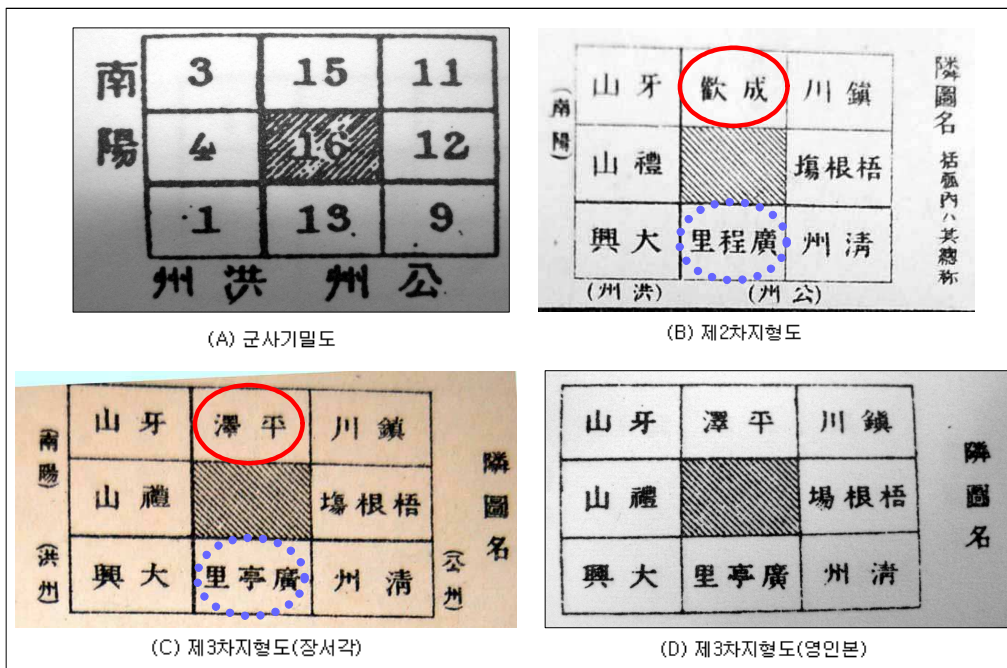 南陽
3 15 11
4 16 12
1 13 9
公州 洪州
(A) 군사기밀도
隣圖名 括弧内ハ其總称
鎭川 成歡 牙山
(南陽)
梧根塲 禮山
淸州 廣程里 大興
(公州) (洪州)
(B) 제2차지형도
隣圖名
鎭川 平澤 牙山
(南陽)
梧根塲 禮山
淸州 廣亭里 大興
(公州) (洪州)
(C) 제3차지형도(장서각)
隣圖名
鎭川 平澤 牙山
梧根場 禮山
淸州 廣亭里 大興
(D) 제3차지형도(영인본)